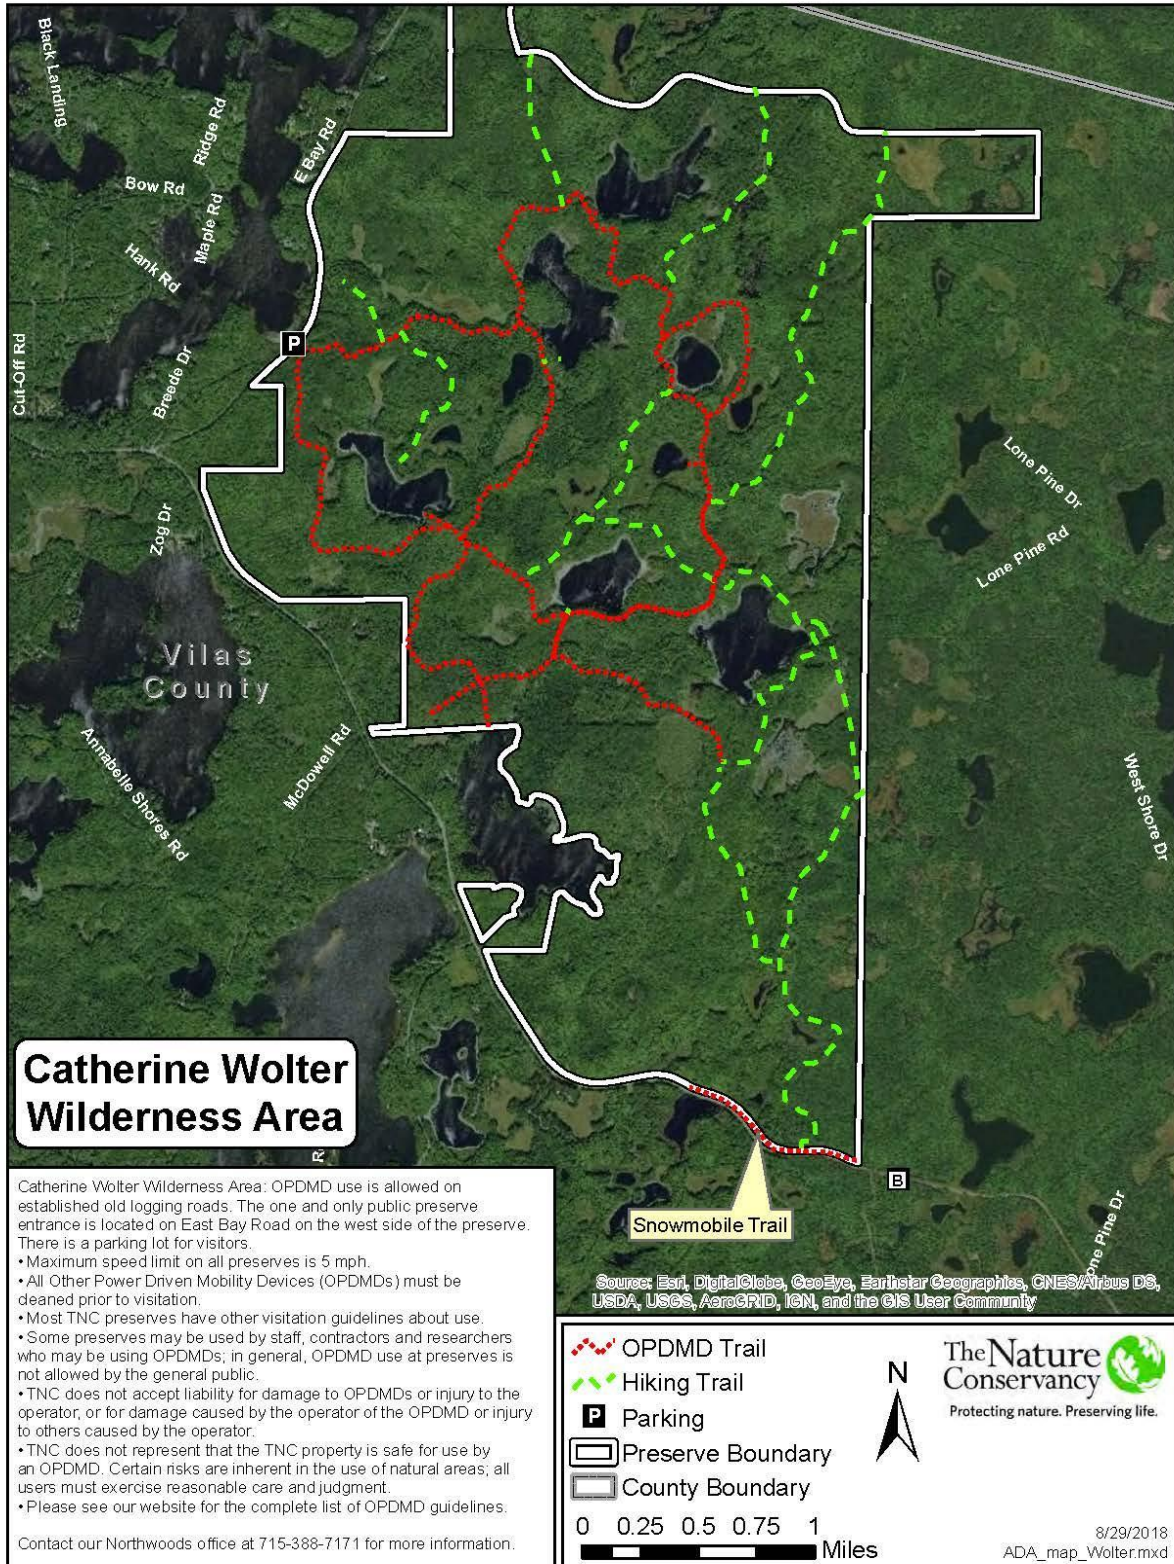 Black Landing
Ridge Rd
E Bay Rd
Bow Rd
Maple Rd
Hank Rd
P
Cut-Off Rd
Breede Dr
Lone Pine Dr
Zog Dr
Lone Pine Rd
Vilas
County
Annabelle Shores Rd
McDowell Rd
West Shore Dr
Catherine Wolter
Wilderness Area
B
Snowmobile Trail
Source: Esri, DigitalGlobe, GeoEye, Earthstar Geographics, CNES/Airbus DS,
USDA, USGS, AeroGRID, IGN, and the GIS User Community
Catherine Wolter Wilderness Area: OPDMD use is allowed on
established old logging roads. The one and only public preserve
entrance is located on East Bay Road on the west side of the preserve.
There is a parking lot for visitors.
• Maximum speed limit on all preserves is 5 mph.
• All Other Power Driven Mobility Devices (OPDMDs) must be
cleaned prior to visitation.
• Most TNC preserves have other visitation guidelines about use.
• Some preserves may be used by staff, contractors and researchers
who may be using OPDMDs; in general, OPDMD use at preserves is
not allowed by the general public.
• TNC does not accept liability for damage to OPDMDs or injury to the
operator, or for damage caused by the operator of the OPDMD or injury
to others caused by the operator.
• TNC does not represent that the TNC property is safe for use by
an OPDMD. Certain risks are inherent in the use of natural areas; all
users must exercise reasonable care and judgment.
• Please see our website for the complete list of OPDMD guidelines.
Contact our Northwoods office at 715-388-7171 for more information.
OPDMD Trail
Hiking Trail
P Parking
Preserve Boundary
County Boundary
0 0.25 0.5 0.75 1
Miles
N
The Nature
Conservancy
Protecting nature. Preserving life.
8/29/2018
ADA_map_Wolter.mxd